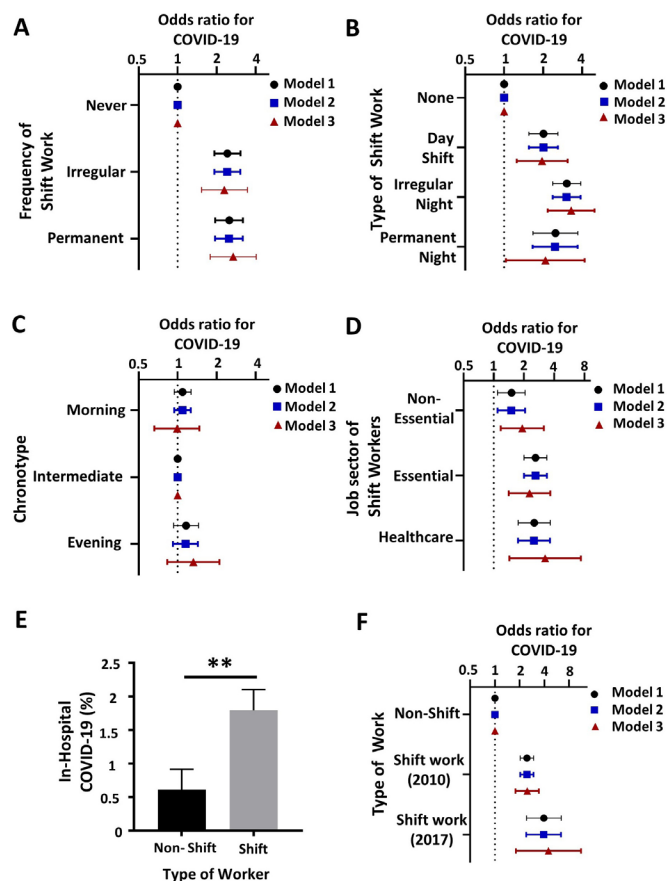 A
Odds ratio for
COVID-19
0.5 1 2 4
Model 1
Model 2
Model 3
Frequency of
Shift Work
Never
Irregular
Permanent
B
Odds ratio for
COVID-19
0.5 1 2 4
Model 1
Model 2
Model 3
Type of Shift Work
None
Day
Shift
Irregular
Night
Permanent
Night
C
Odds ratio for
COVID-19
0.5 1 2 4
Model 1
Model 2
Model 3
Chronotype
Morning
Intermediate
Evening
D
Odds ratio for
COVID-19
0.5 1 2 4 8
Model 1
Model 2
Model 3
Job sector of
Shift Workers
Non-
Essential
Essential
Healthcare
E
In-Hospital
COVID-19 (%)
2.5
2
1.5
1
0.5
0
**
Non-Shift Shift
Type of Worker
F
Odds ratio for
COVID-19
0.5 1 2 4 8
Model 1
Model 2
Model 3
Type of Work
Non-Shift
Shift work
(2010)
Shift work
(2017)